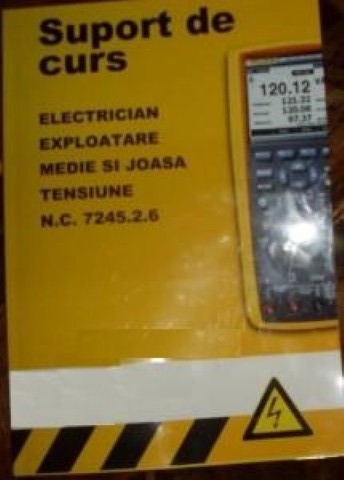 Suport de
curs
ELECTRICIAN
EXPLOATARE
MEDIE SI JOASA
TENSIUNE
N.C. 7245.2.6
120.12